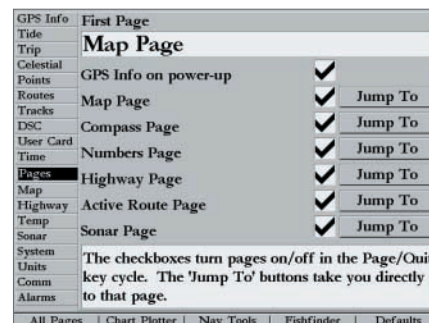 GPS Info
Tide
Trip
Celestial
Points
Routes
Tracks
DSC
User Card
Time
Pages
Map
Highway
Temp
Sonar
System
Units
Comm
Alarms
First Page
Map Page
GPS Info on power-up
Map Page Jump To
Compass Page Jump To
Numbers Page Jump To
Highway Page Jump To
Active Route Page Jump To
Sonar Page Jump To
The checkboxes turn pages on/off in the Page/Quit
key cycle. The 'Jump To' buttons take you directly
to that page.
All Pages | Chart Plotter | Nav Tools | Fishfinder | Defaults